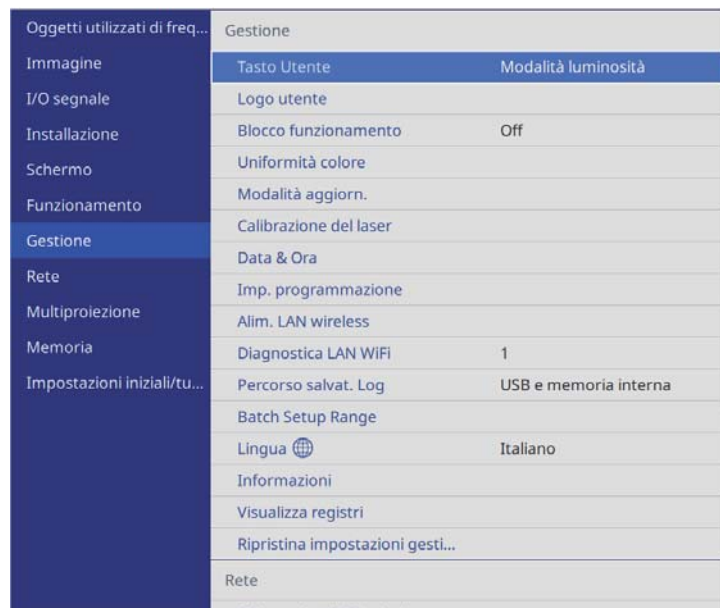 Oggetti utilizzati di freq...
Immagine
I/O segnale
Installazione
Schermo
Funzionamento
Gestione
Rete
Multiproiezione
Memoria
Impostazioni iniziali/tu...
Gestione
Tasto Utente Modalità luminosità
Logo utente
Blocco funzionamento Off
Uniformità colore
Modalità aggiorn.
Calibrazione del laser
Data & Ora
Imp. programmazione
Alim. LAN wireless
Diagnostica LAN WiFi 1
Percorso salvat. Log USB e memoria interna
Batch Setup Range
Lingua Italiano
Informazioni
Visualizza registri
Ripristina impostazioni gesti...
Rete